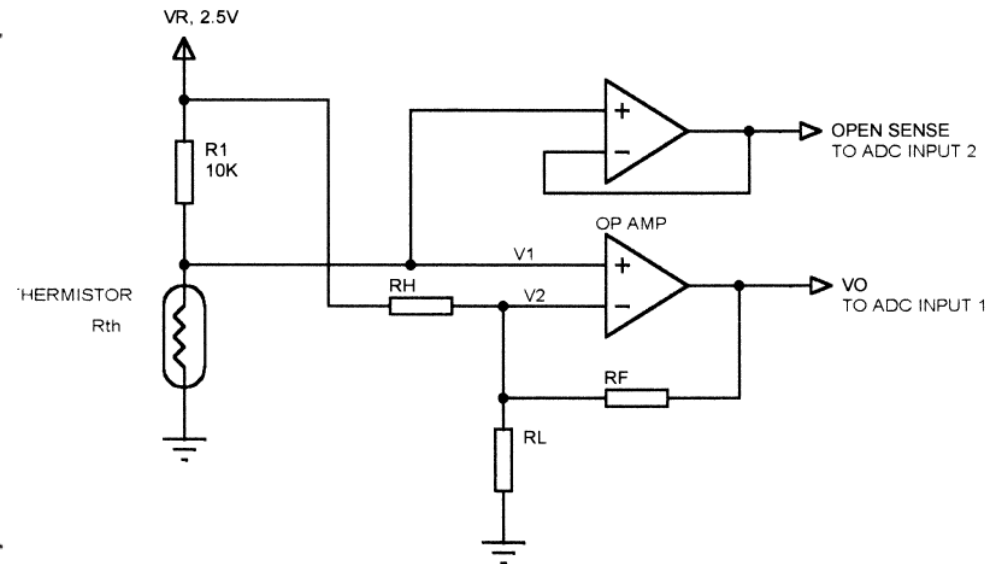 VR, 2.5V
R1
10K
OPEN SENSE
TO ADC INPUT 2
OP AMP
V1
RH
V2
VO
TO ADC INPUT 1
HERMISTOR
Rth
RF
RL